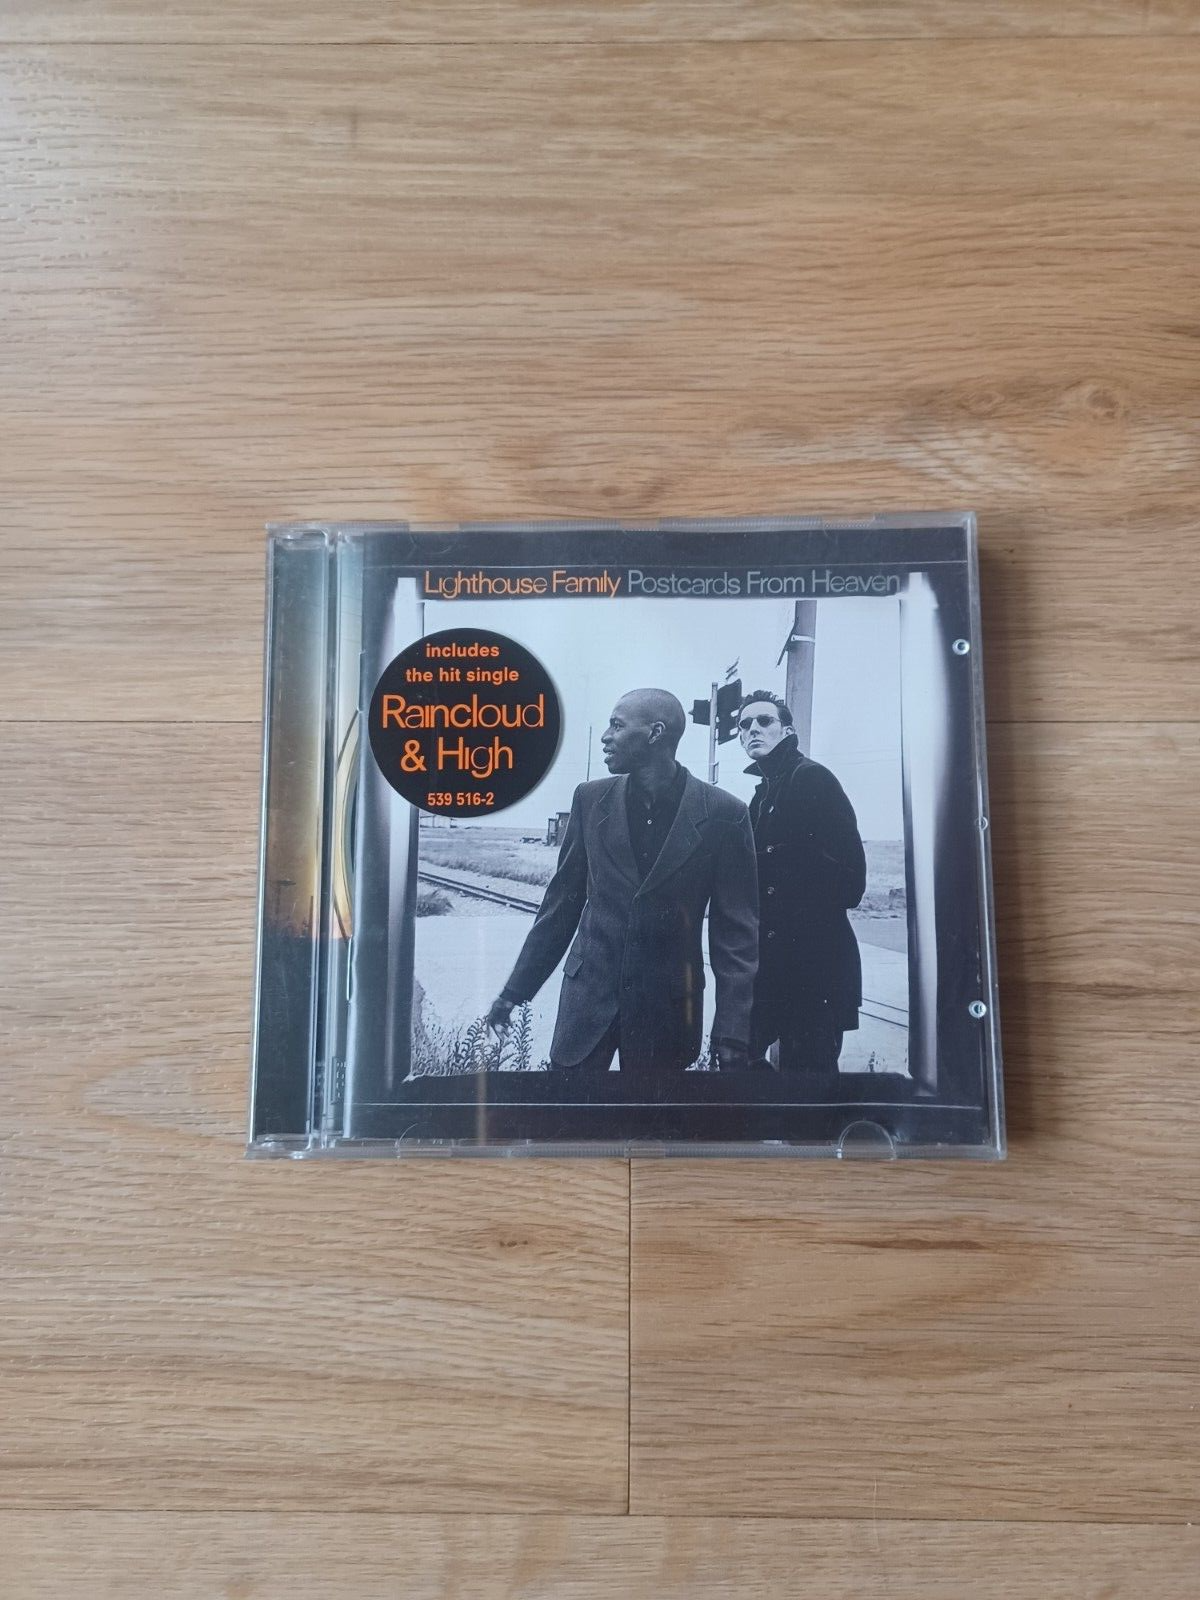 Lighthouse Family Postcards From Heaven
includes
the hit single
Raincloud
& High
539 516-2